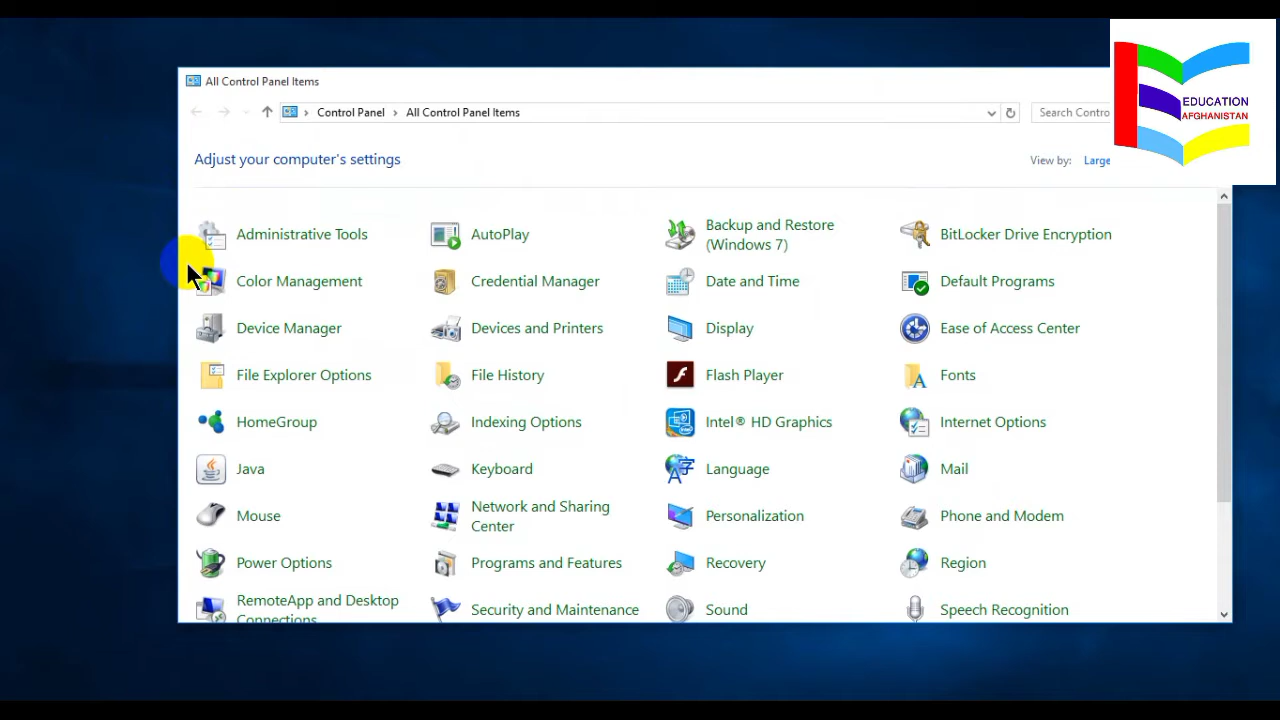 All Control Panel Items
Control Panel > All Control Panel Items
Search Contro
EDUCATION
AFGHANISTAN
Adjust your computer's settings
View by: Large
Administrative Tools
AutoPlay
Backup and Restore
(Windows 7)
BitLocker Drive Encryption
Color Management
Credential Manager
Date and Time
Default Programs
Device Manager
Devices and Printers
Display
Ease of Access Center
File Explorer Options
File History
Flash Player
Fonts
HomeGroup
Indexing Options
Intel® HD Graphics
Internet Options
Java
Keyboard
Language
Mail
Mouse
Network and Sharing
Center
Personalization
Phone and Modem
Power Options
Programs and Features
Recovery
Region
RemoteApp and Desktop
Connections
Security and Maintenance
Sound
Speech Recognition